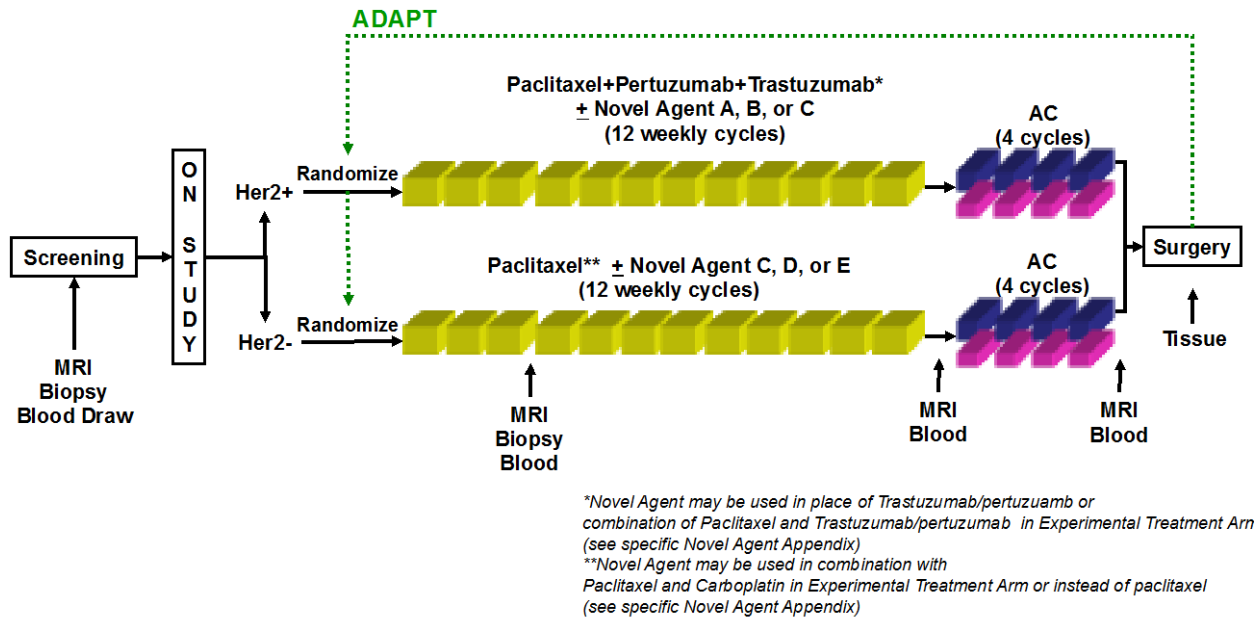 ADAPT
Paclitaxel+Pertuzumab+Trastuzumab*
± Novel Agent A, B, or C
(12 weekly cycles)
AC
(4 cycles)
O
N
S
T
U
D
Y
Randomize
Her2+
Screening
Surgery
Paclitaxel** ± Novel Agent C, D, or E
(12 weekly cycles)
AC
(4 cycles)
Randomize
Her2-
Tissue
MRI
Biopsy
Blood Draw
MRI
Biopsy
Blood
MRI
Blood
MRI
Blood
*Novel Agent may be used in place of Trastuzumab/pertuzuamb or
combination of Paclitaxel and Trastuzumab/pertuzumab in Experimental Treatment Arm
(see specific Novel Agent Appendix)
**Novel Agent may be used in combination with
Paclitaxel and Carboplatin in Experimental Treatment Arm or instead of paclitaxel
(see specific Novel Agent Appendix)